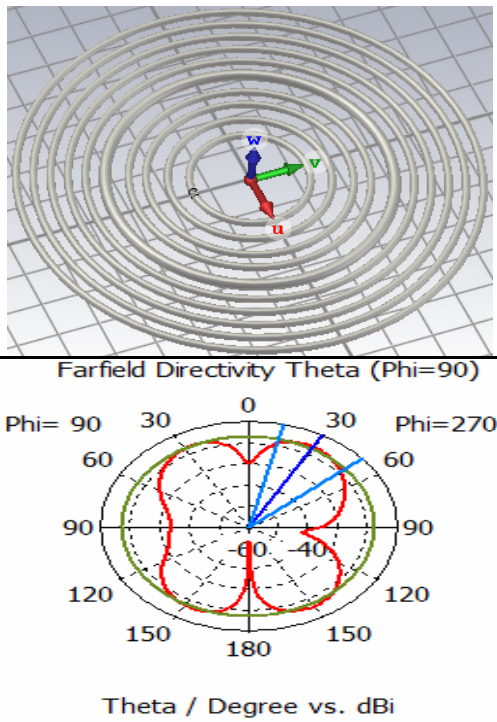 w
v
u
Farfield Directivity Theta (Phi=90)
Phi= 90 30 0 30 Phi=270
60 60
90 -60 -40 90
120 120
150 150
180
Theta / Degree vs. dBi